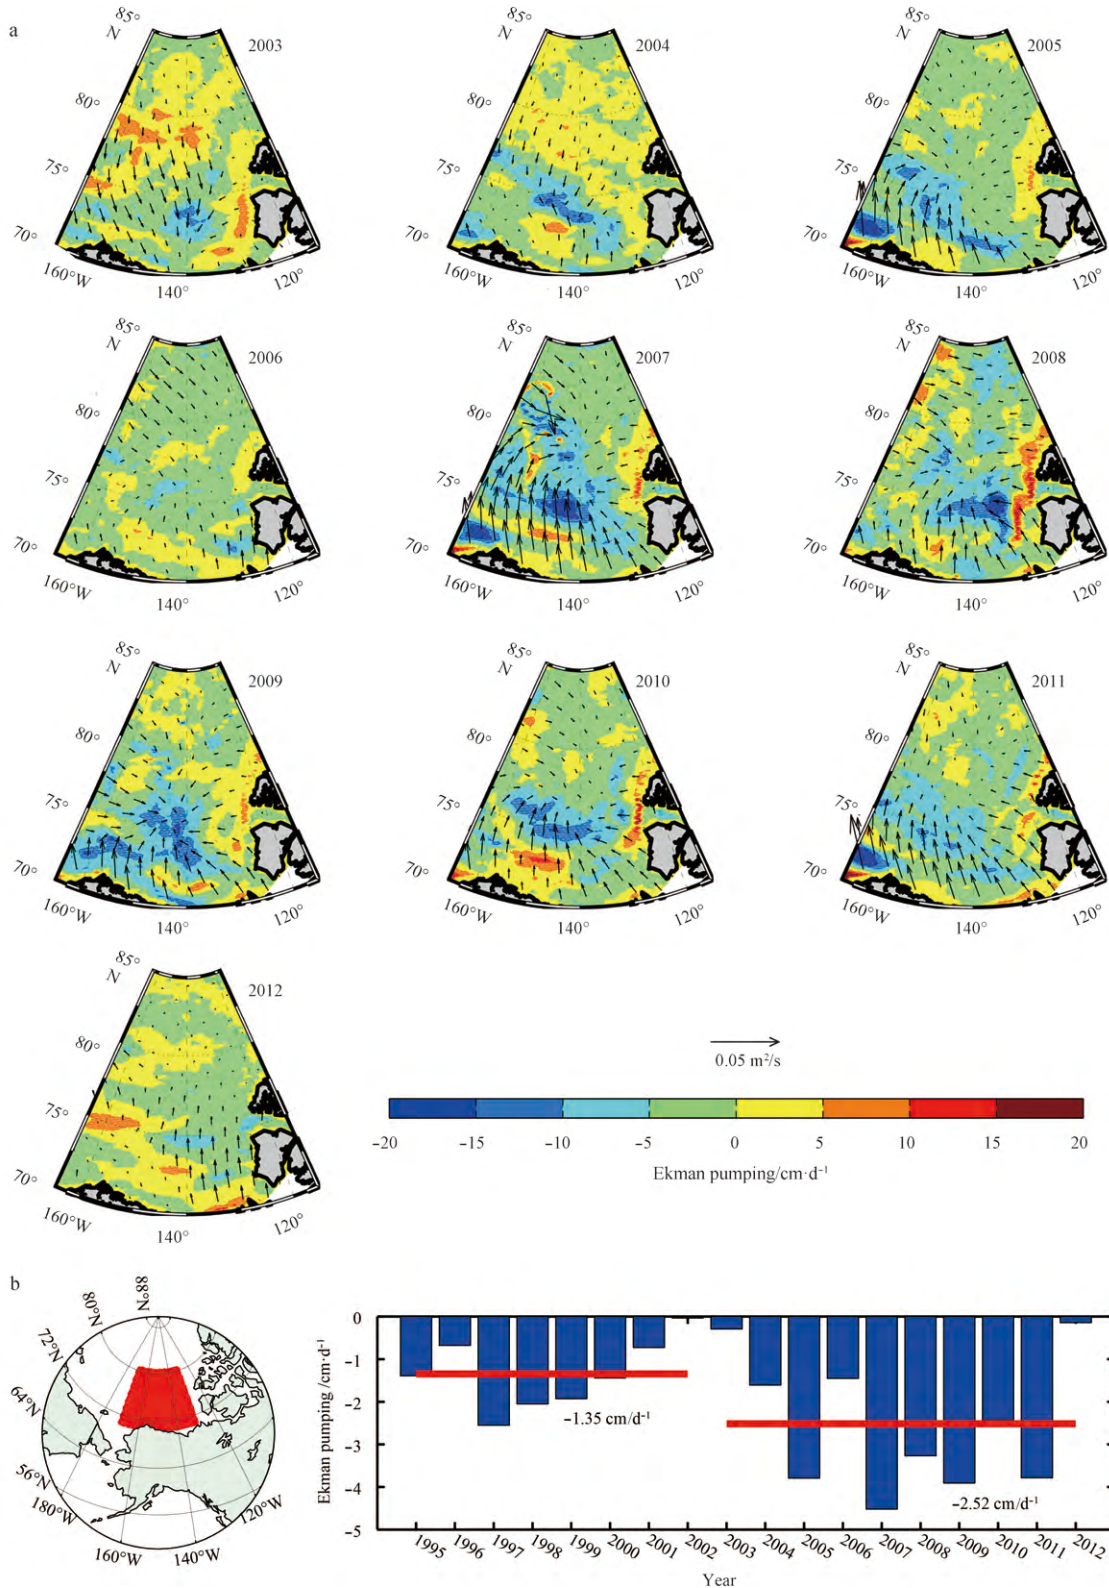 a
85°
N
2003
80°
75°
70°
160°W
140°
120°
85°
N
2004
80°
75°
70°
160°W
140°
120°
85°
N
2005
80°
75°
70°
160°W
140°
120°
85°
N
2006
80°
75°
70°
160°W
140°
120°
85°
N
2007
80°
75°
70°
160°W
140°
120°
85°
N
2008
80°
75°
70°
160°W
140°
120°
85°
N
2009
80°
75°
70°
160°W
140°
120°
85°
N
2010
80°
75°
70°
160°W
140°
120°
85°
N
2011
80°
75°
70°
160°W
140°
120°
85°
N
2012
80°
75°
70°
160°W
140°
120°
0.05 m²/s
−20 −15 −10 −5 0 5 10 15 20
Ekman pumping/cm·d⁻¹
b
88°N
80°N
72°N
64°N
56°N
180°W
160°W
140°W
120°W
Ekman pumping /cm·d⁻¹
0
−1
−2
−3
−4
−5
−1.35 cm/d⁻¹
−2.52 cm/d⁻¹
1995 1996 1997 1998 1999 2000 2001 2002 2003 2004 2005 2006 2007 2008 2009 2010 2011 2012
Year